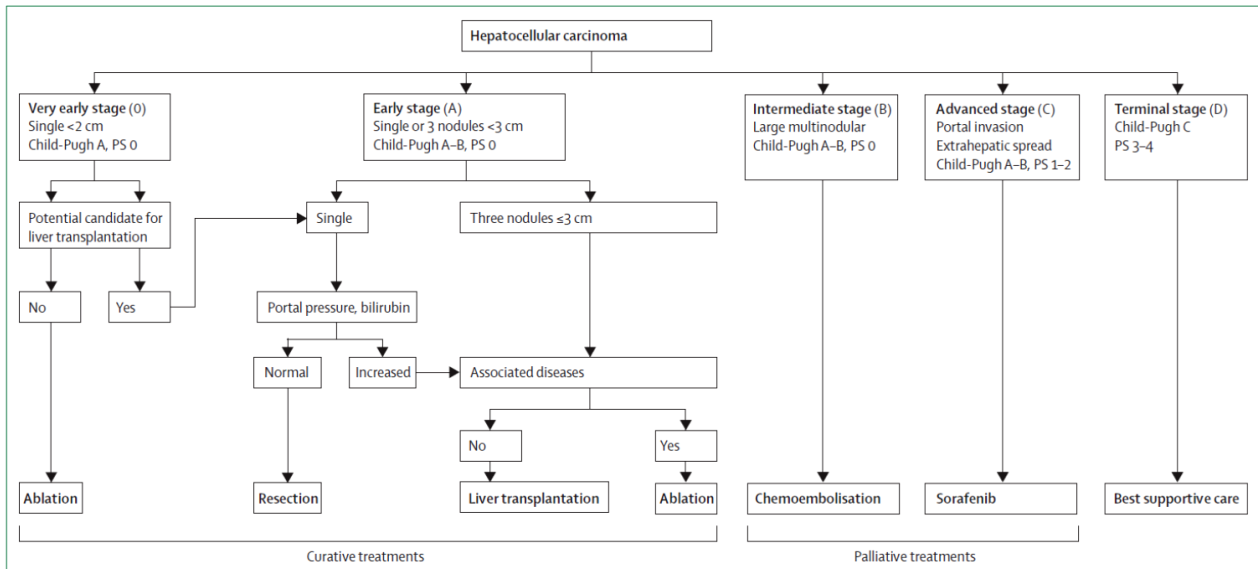 Hepatocellular carcinoma
Very early stage (0)
Single <2 cm
Child-Pugh A, PS 0
Early stage (A)
Single or 3 nodules <3 cm
Child-Pugh A–B, PS 0
Intermediate stage (B)
Large multinodular
Child-Pugh A–B, PS 0
Advanced stage (C)
Portal invasion
Extrahepatic spread
Child-Pugh A–B, PS 1–2
Terminal stage (D)
Child-Pugh C
PS 3–4
Potential candidate for
liver transplantation
Single
Three nodules ≤3 cm
No
Yes
Portal pressure, bilirubin
Normal
Increased
Associated diseases
No
Yes
Ablation
Resection
Liver transplantation
Ablation
Chemoembolisation
Sorafenib
Best supportive care
Curative treatments
Palliative treatments